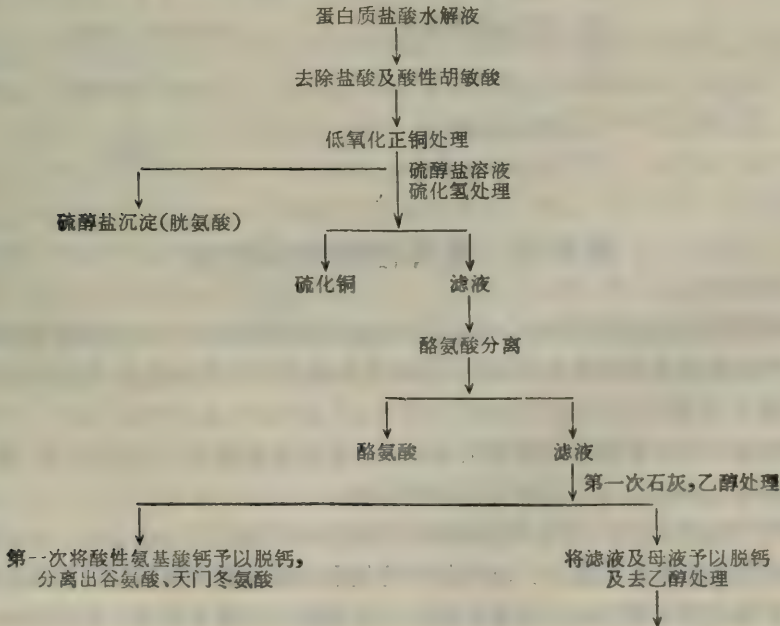 蛋白质盐酸水解液
去除盐酸及酸性胡敏酸
低氧化正铜处理
硫醇盐溶液
硫化氢处理
硫醇盐沉淀(胱氨酸)
硫化铜
滤液
酪氨酸分离
酪氨酸
滤液
第一次石灰,乙醇处理
第一次将酸性氨基酸钙予以脱钙,
分离出谷氨酸、天门冬氨酸
将滤液及母液予以脱钙
及去乙醇处理